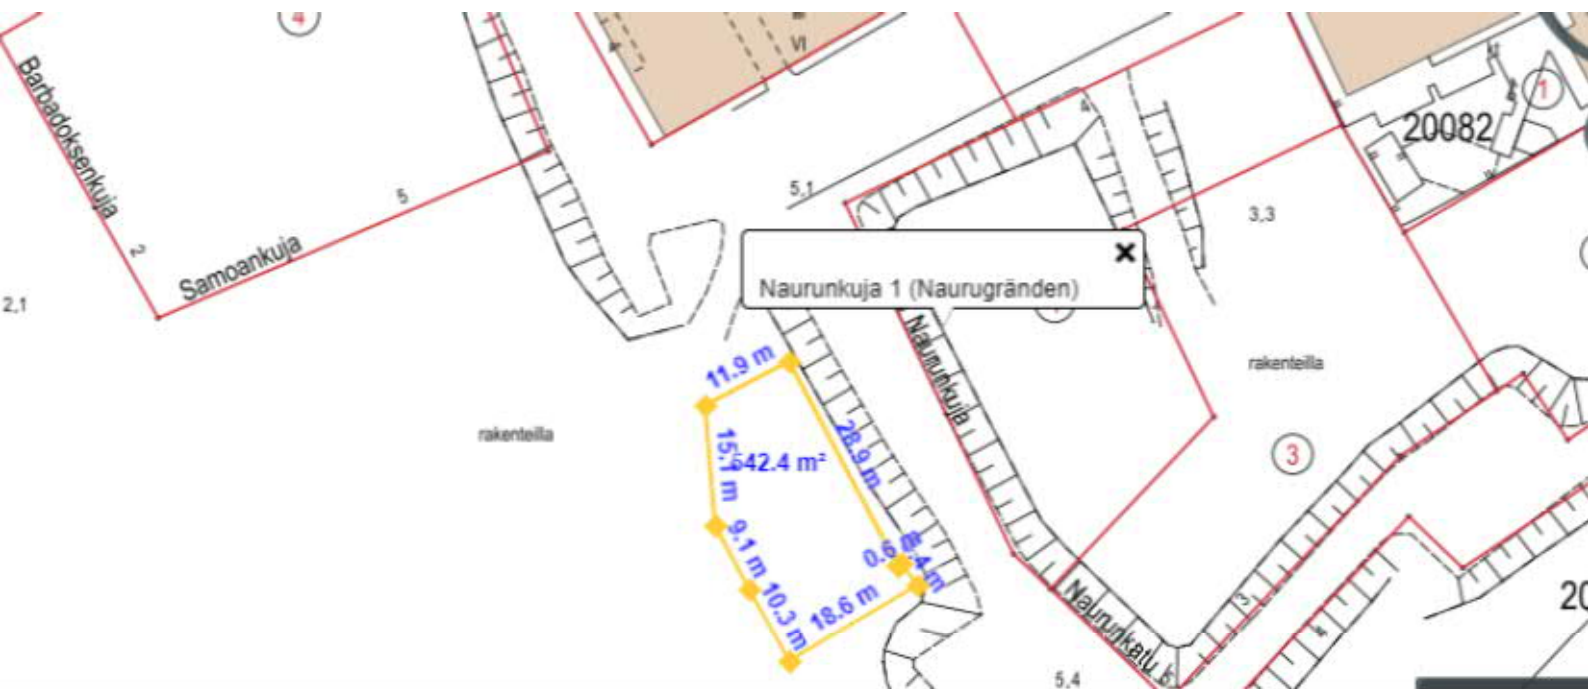 4
VI
kt
1
20082
4
Barbadoksenkuja
5,1
5
3,3
2
Samoankuja
2,1
Naurunkuja 1 (Naurugränden)
rakenteilla
rakenteilla
Naurunkuja
11.9 m
28.9 m
15.1 m
642.4 m²
3
9.1 m
0.6 m
10.3 m
18.6 m
Naurunkatu
3
4
5,4
20